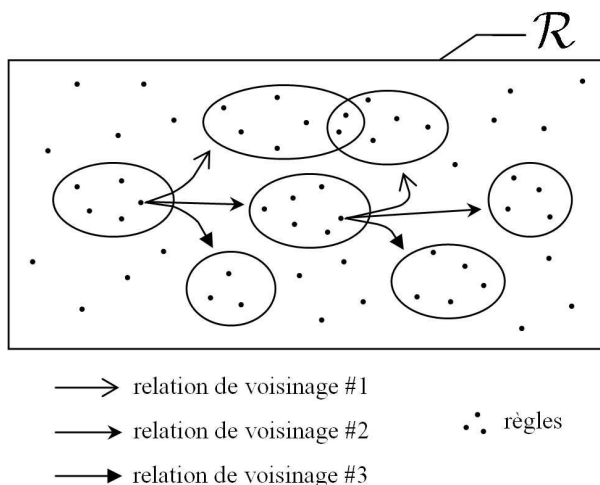 ℛ
relation de voisinage #1
relation de voisinage #2
règles
relation de voisinage #3